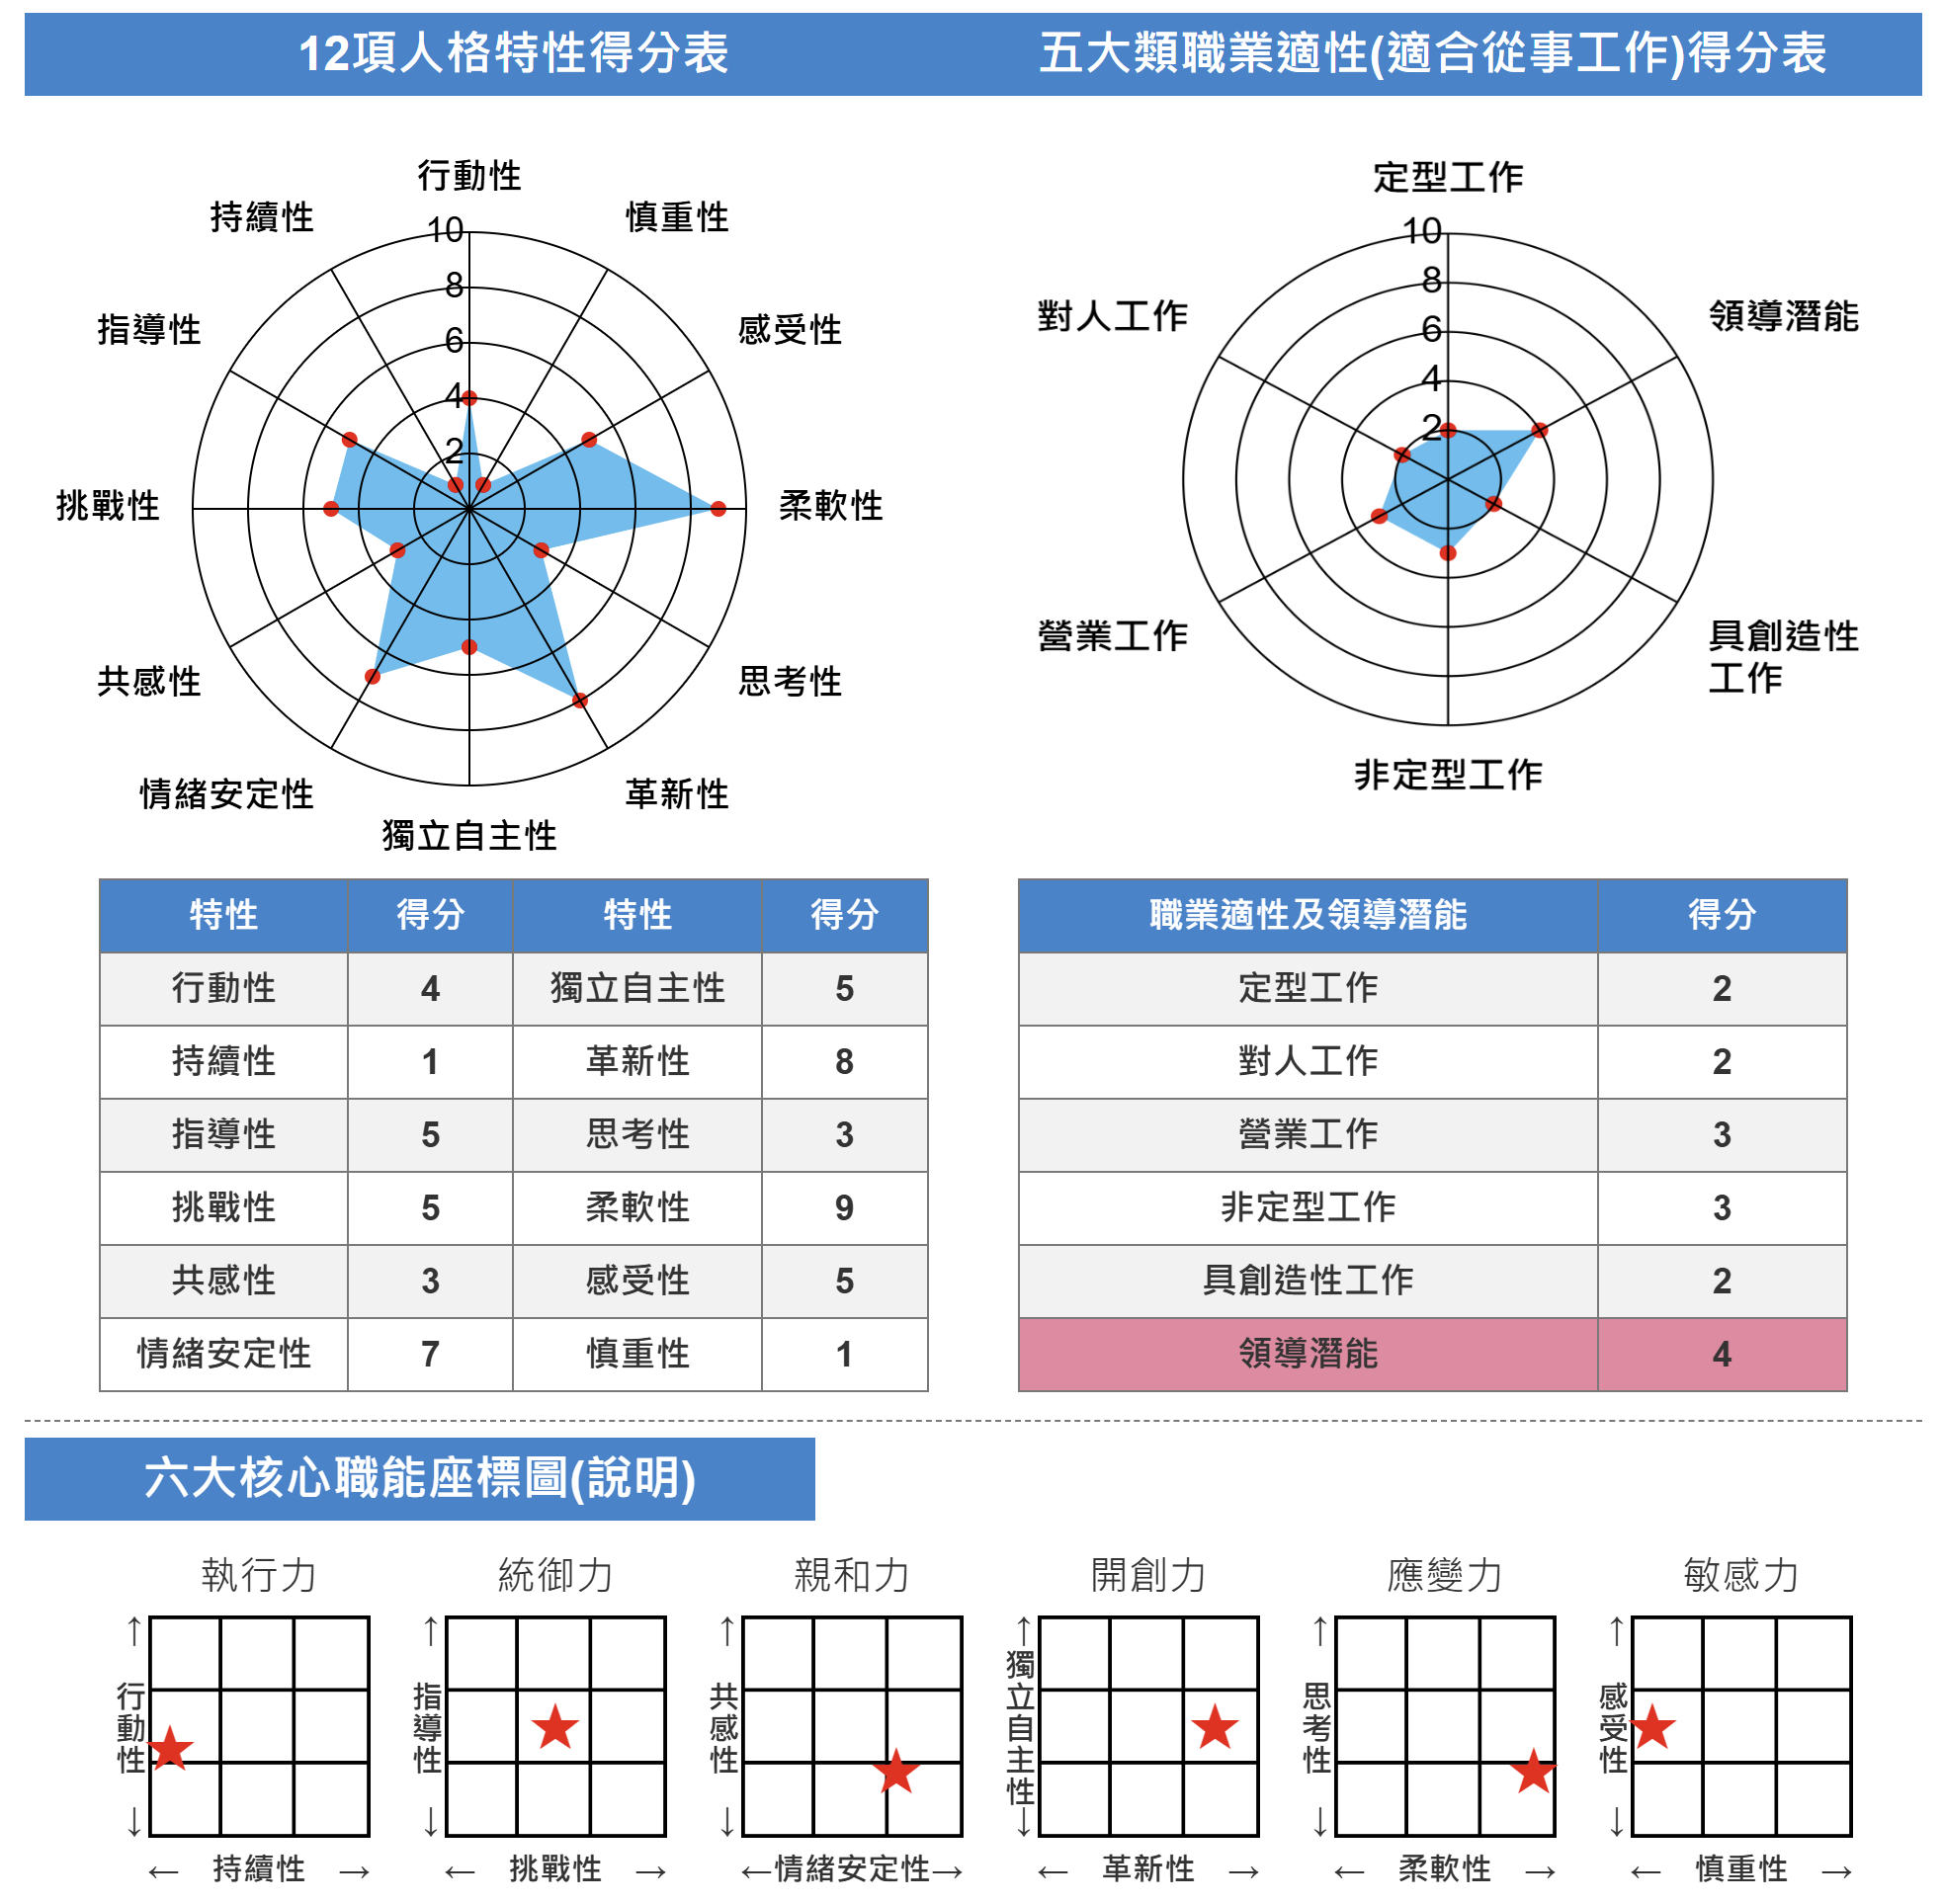 12項人格特性得分表
五大類職業適性(適合從事工作)得分表
行動性
持續性
慎重性
指導性
感受性
挑戰性
柔軟性
共感性
思考性
情緒安定性
革新性
獨立自主性
10
8
6
4
2
定型工作
對人工作
領導潛能
營業工作
具創造性
工作
非定型工作
10
8
6
4
2
特性 得分 特性 得分
行動性 4 獨立自主性 5
持續性 1 革新性 8
指導性 5 思考性 3
挑戰性 5 柔軟性 9
共感性 3 感受性 5
情緒安定性 7 慎重性 1
職業適性及領導潛能 得分
定型工作 2
對人工作 2
營業工作 3
非定型工作 3
具創造性工作 2
領導潛能 4
六大核心職能座標圖(說明)
執行力
↑ 行動性 ↓
← 持續性 →
統御力
↑ 指導性 ↓
← 挑戰性 →
親和力
↑ 共感性 ↓
←情緒安定性→
開創力
↑獨立自主性↓
← 革新性 →
應變力
↑ 思考性 ↓
← 柔軟性 →
敏感力
↑ 感受性 ↓
← 慎重性 →